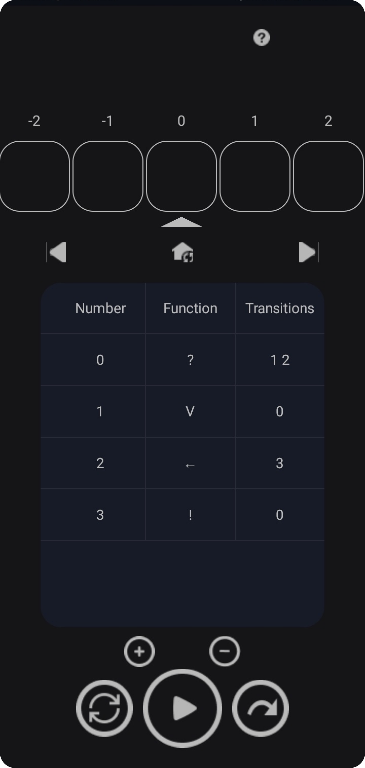 ?
-2 -1 0 1 2
Number Function Transitions
0 ? 1 2
1 V 0
2 ← 3
3 ! 0